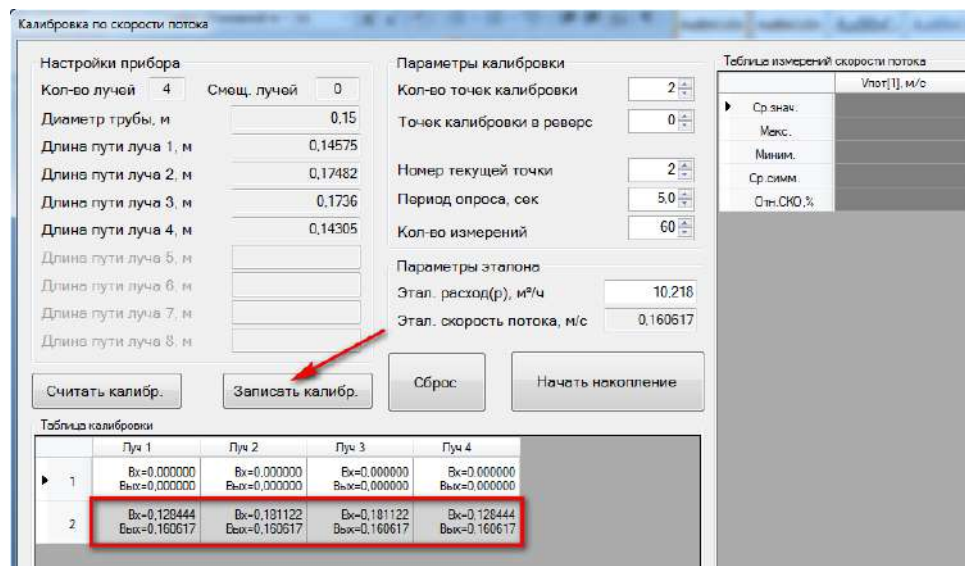 Калибровка по скорости потока
Настройки прибора
Кол-во лучей 4 Смещ. лучей 0
Диаметр трубы, м 0,15
Длина пути луча 1, м 0,14575
Длина пути луча 2, м 0,17482
Длина пути луча 3, м 0,1736
Длина пути луча 4, м 0,14305
Длина пути луча 5, м
Длина пути луча 6, м
Длина пути луча 7, м
Длина пути луча 8, м
Считать калибр. Записать калибр.
Параметры калибровки
Кол-во точек калибровки 2
Точек калибровки в реверс 0
Номер текущей точки 2
Период опроса, сек 5,0
Кол-во измерений 60
Параметры эталона
Этал. расход(р), м³/ч 10,218
Этал. скорость потока, м/с 0,160617
Сброс Начать накопление
Таблица измерений скорости потока
Vпот[1], м/с
Ср.знач.
Макс.
Миним.
Ср.симм.
Отн.СКО,%
Таблица калибровки
Луч 1 Луч 2 Луч 3 Луч 4
1 Вх=0,000000 Вх=0,000000 Вх=0,000000 Вх=0,000000
Вых=0,000000 Вых=0,000000 Вых=0,000000 Вых=0,000000
2 Вх=0,128444 Вх=0,181122 Вх=0,181122 Вх=0,128444
Вых=0,160617 Вых=0,160617 Вых=0,160617 Вых=0,160617